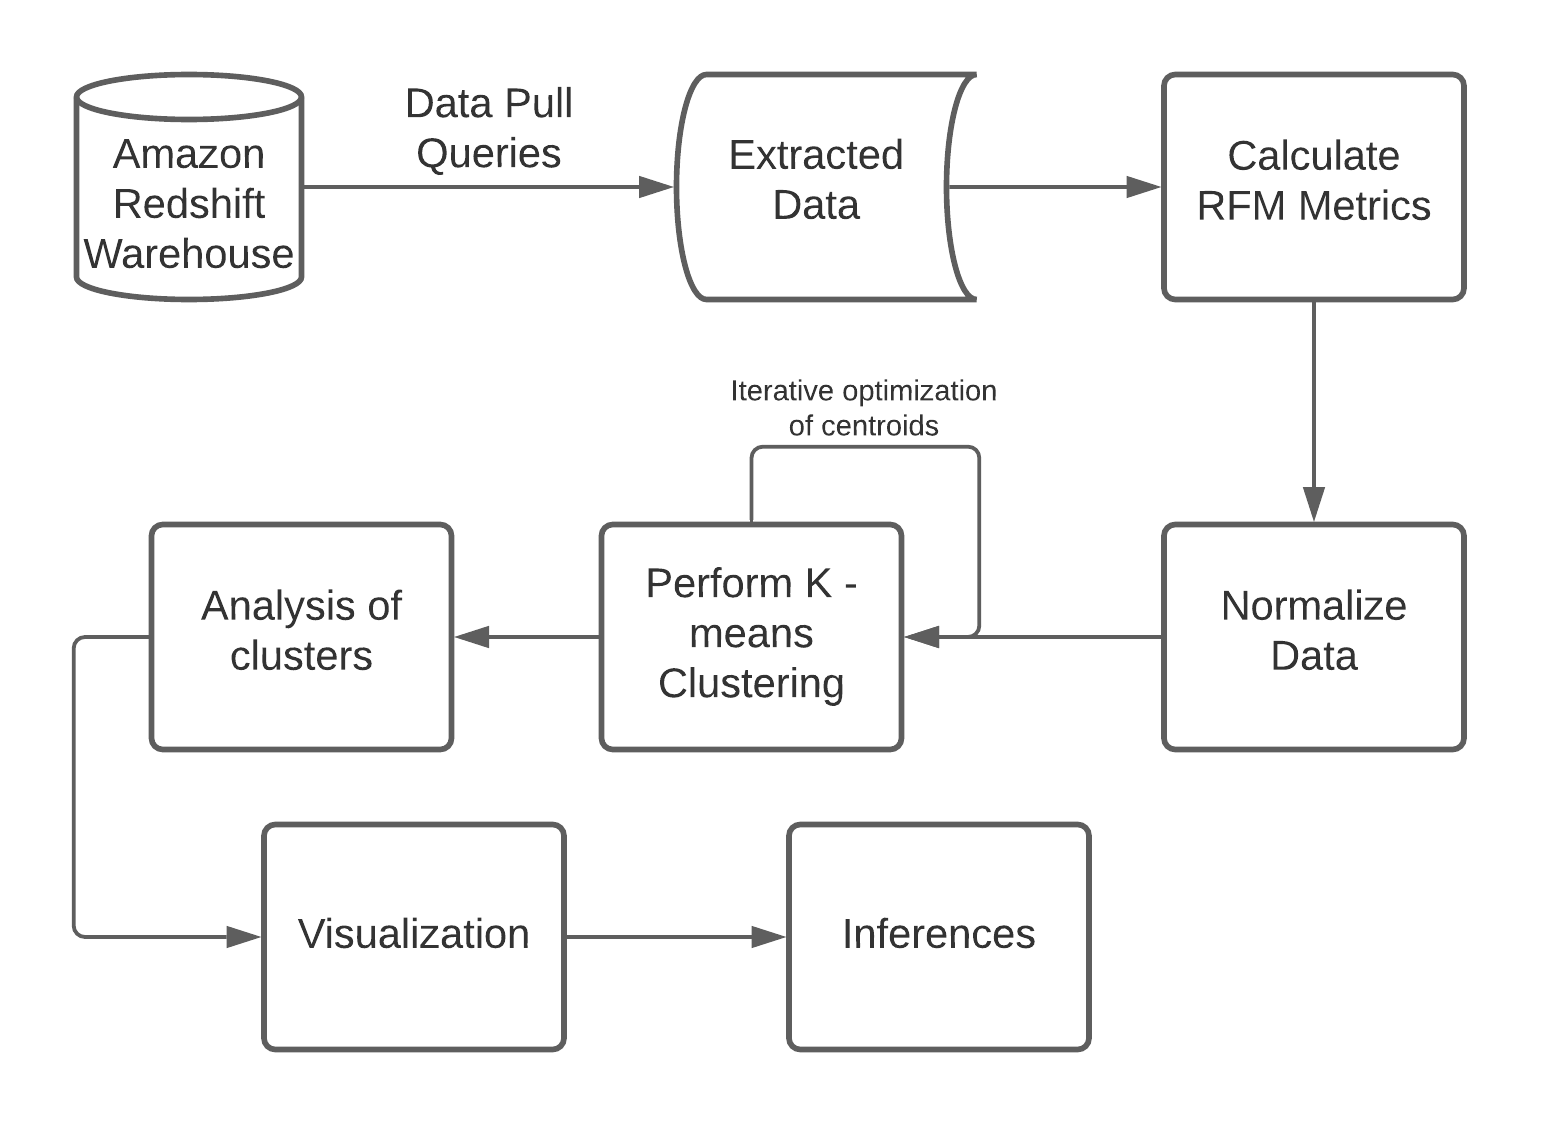 Amazon
Redshift
Warehouse
Data Pull
Queries
Extracted
Data
Calculate
RFM Metrics
Iterative optimization
of centroids
Analysis of
clusters
Perform K -
means
Clustering
Normalize
Data
Visualization
Inferences